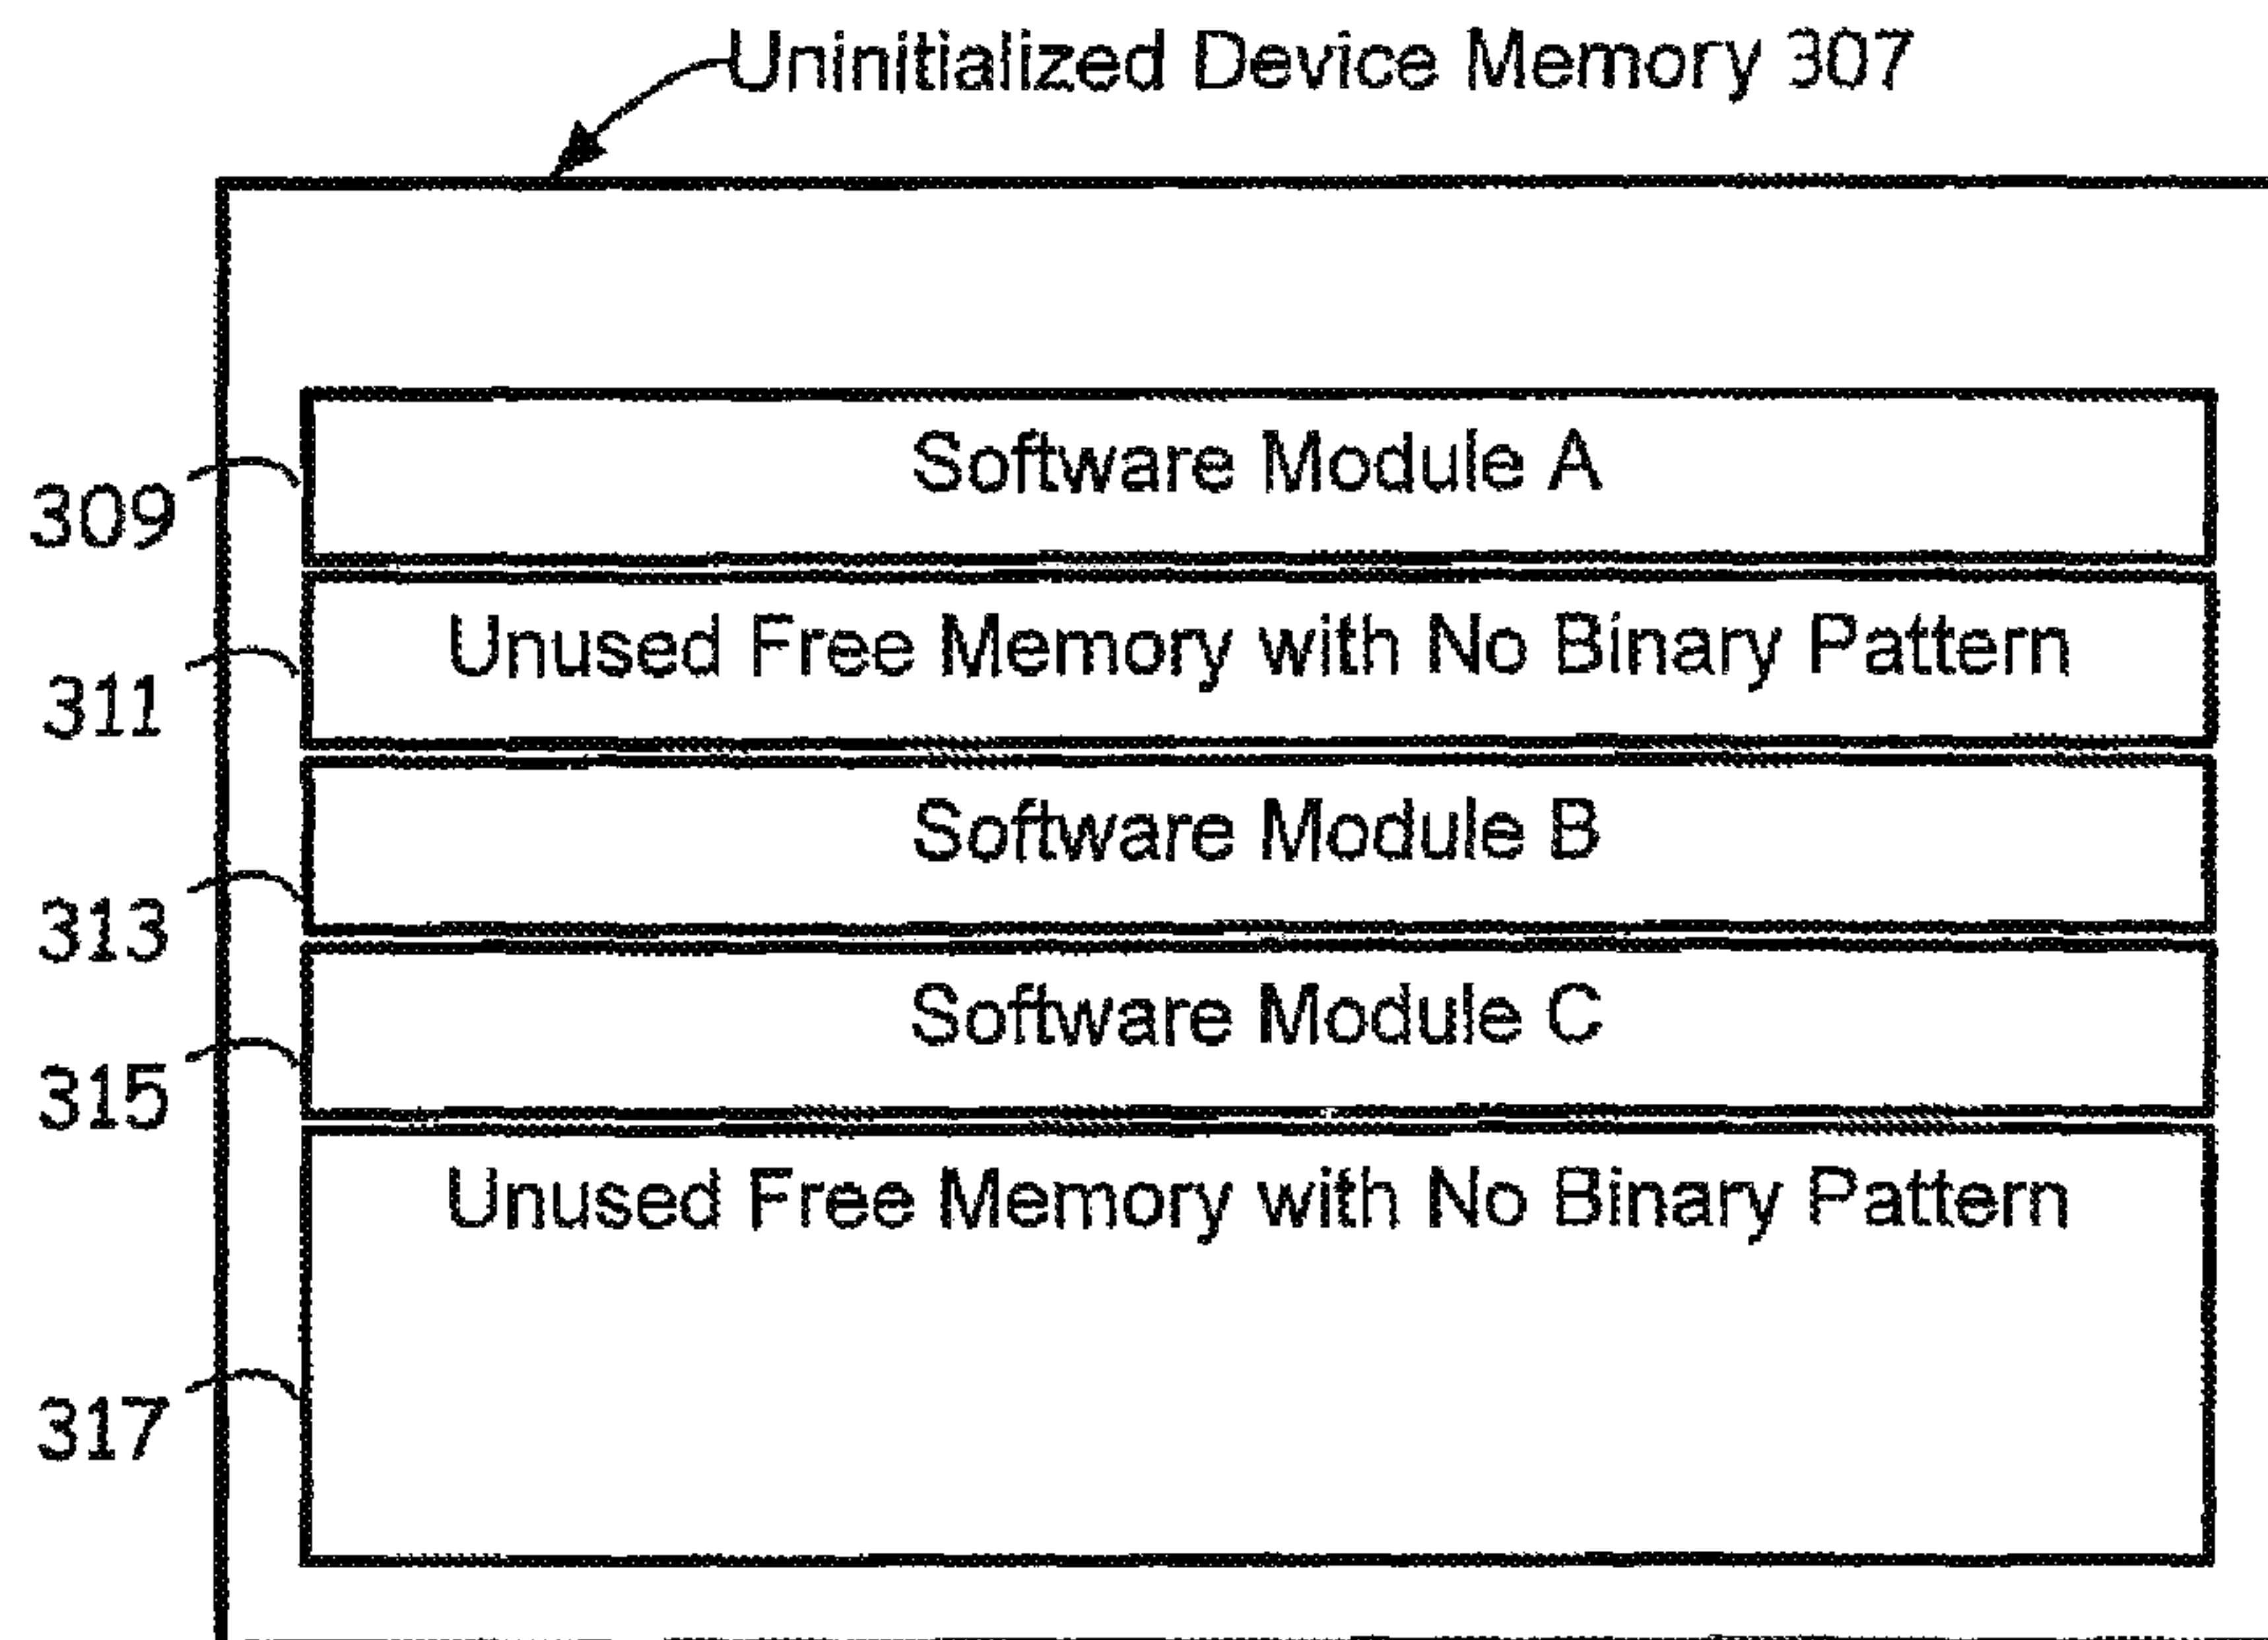 Uninitialized Device Memory 307
Software Module A
309
Unused Free Memory with No Binary Pattern
311
Software Module B
313
Software Module C
315
Unused Free Memory with No Binary Pattern
317